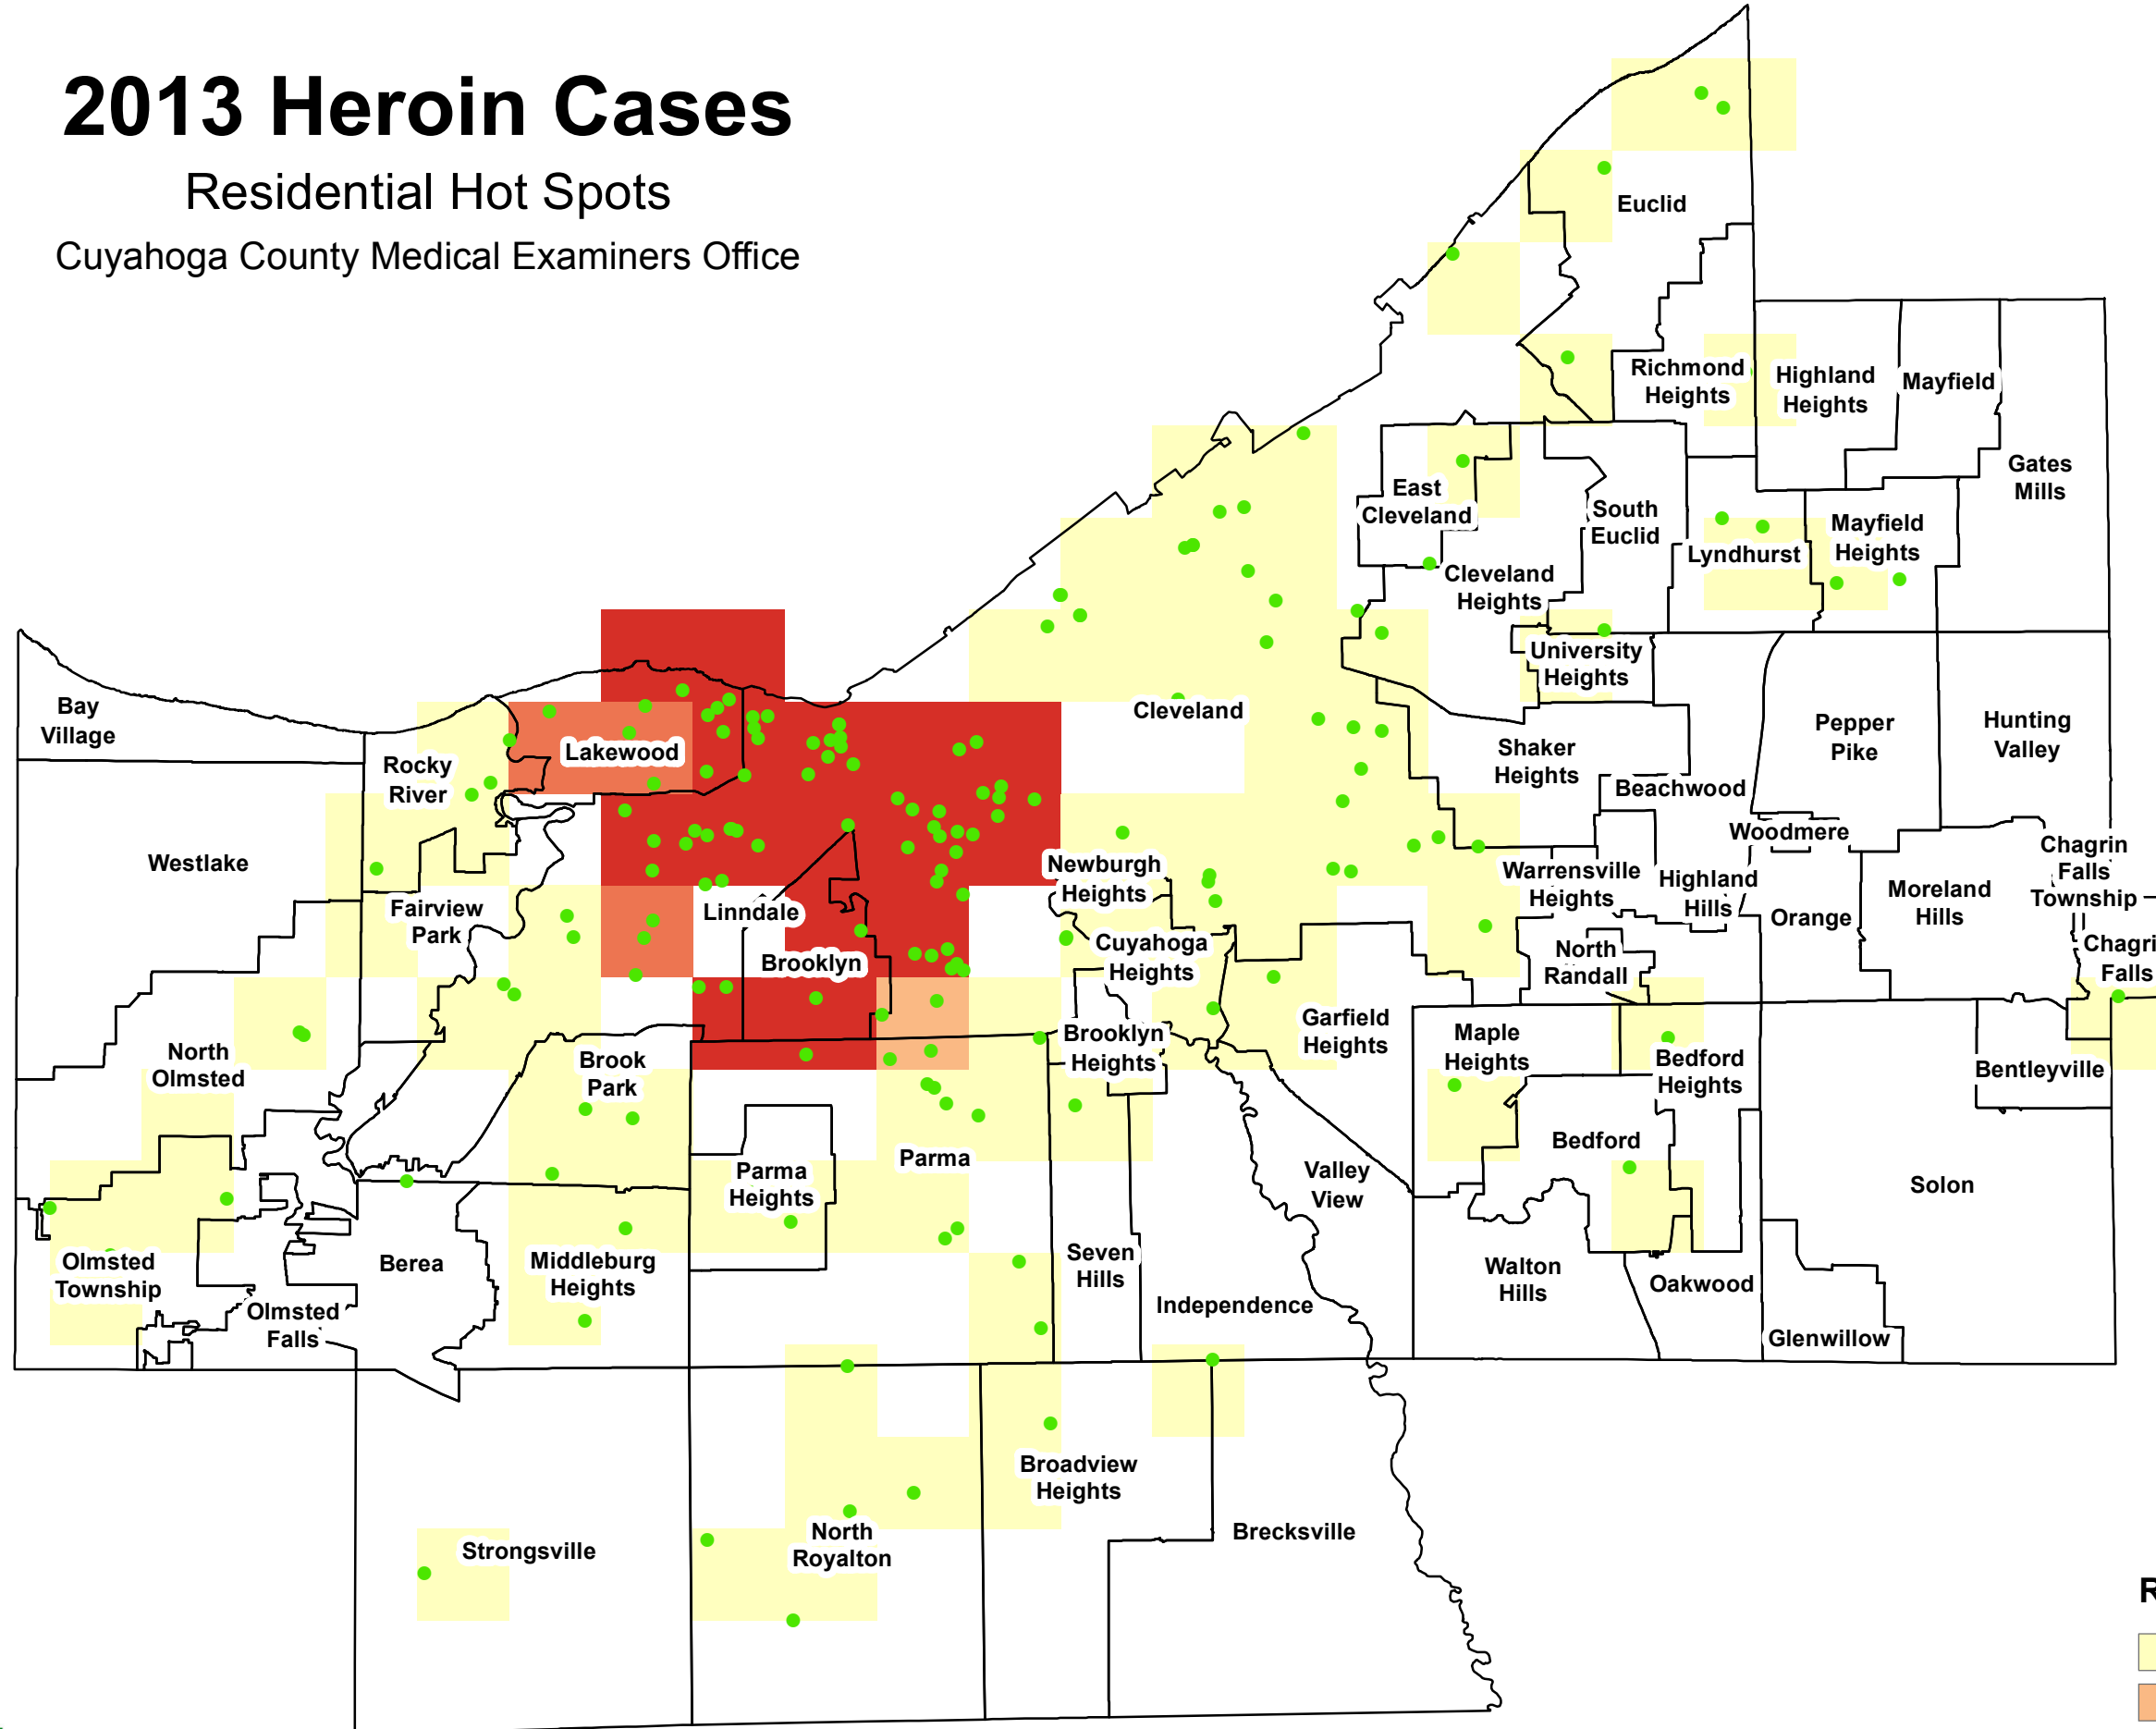 2013 Heroin Cases
Residential Hot Spots
Cuyahoga County Medical Examiners Office
Euclid
Richmond
Heights
Highland
Heights
Mayfield
Gates
Mills
East
Cleveland
South
Euclid
Mayfield
Heights
Lyndhurst
Cleveland
Heights
University
Heights
Bay
Village
Rocky
River
Lakewood
Cleveland
Shaker
Heights
Beachwood
Pepper
Pike
Hunting
Valley
Woodmere
Westlake
Newburgh
Heights
Warrensville
Heights
Highland
Hills
Orange
Moreland
Hills
Chagrin
Falls
Township
Fairview
Park
Linndale
Brooklyn
Cuyahoga
Heights
North
Randall
Chagri
Falls
North
Olmsted
Brook
Park
Brooklyn
Heights
Garfield
Heights
Maple
Heights
Bedford
Heights
Bentleyville
Parma
Heights
Parma
Valley
View
Bedford
Solon
Olmsted
Township
Olmsted
Falls
Berea
Middleburg
Heights
Seven
Hills
Independence
Walton
Hills
Oakwood
Glenwillow
Strongsville
North
Royalton
Broadview
Heights
Brecksville
R